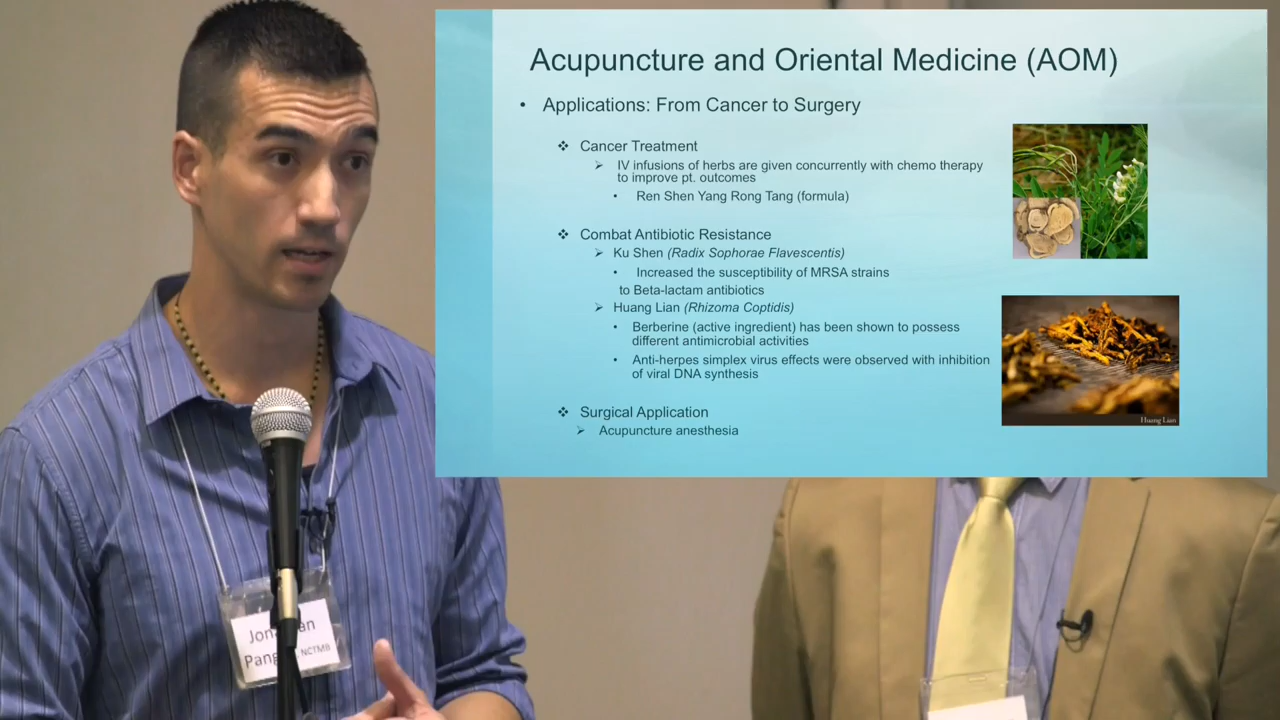 Acupuncture and Oriental Medicine (AOM)
• Applications: From Cancer to Surgery
❖ Cancer Treatment
➢ IV infusions of herbs are given concurrently with chemo therapy
to improve pt. outcomes
• Ren Shen Yang Rong Tang (formula)
❖ Combat Antibiotic Resistance
➢ Ku Shen (Radix Sophorae Flavescentis)
• Increased the susceptibility of MRSA strains
to Beta-lactam antibiotics
➢ Huang Lian (Rhizoma Coptidis)
• Berberine (active ingredient) has been shown to possess
different antimicrobial activities
• Anti-herpes simplex virus effects were observed with inhibition
of viral DNA synthesis
❖ Surgical Application
➢ Acupuncture anesthesia
Huang Lian
NCTMB